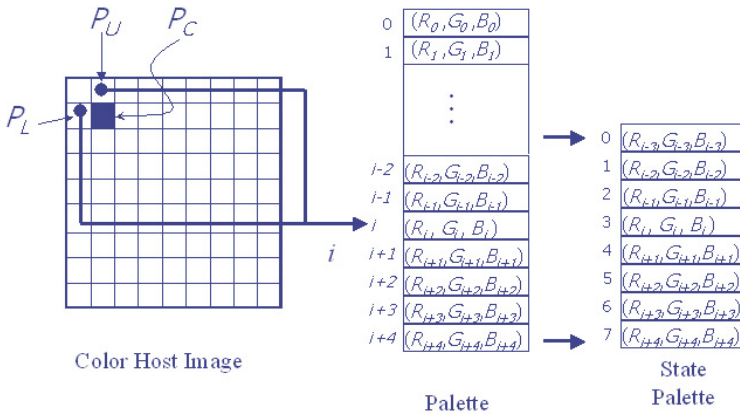 P_U
P_C
P_L
i
Color Host Image
0 (R_0, G_0, B_0)
1 (R_1, G_1, B_1)
⋮
i-2 (R_{i-2}, G_{i-2}, B_{i-2})
i-1 (R_{i-1}, G_{i-1}, B_{i-1})
i (R_i, G_i, B_i)
i+1 (R_{i+1}, G_{i+1}, B_{i+1})
i+2 (R_{i+2}, G_{i+2}, B_{i+2})
i+3 (R_{i+3}, G_{i+3}, B_{i+3})
i+4 (R_{i+4}, G_{i+4}, B_{i+4})
Palette
0 (R_{i-3}, G_{i-3}, B_{i-3})
1 (R_{i-2}, G_{i-2}, B_{i-2})
2 (R_{i-1}, G_{i-1}, B_{i-1})
3 (R_i, G_i, B_i)
4 (R_{i+1}, G_{i+1}, B_{i+1})
5 (R_{i+2}, G_{i+2}, B_{i+2})
6 (R_{i+3}, G_{i+3}, B_{i+3})
7 (R_{i+4}, G_{i+4}, B_{i+4})
State
Palette